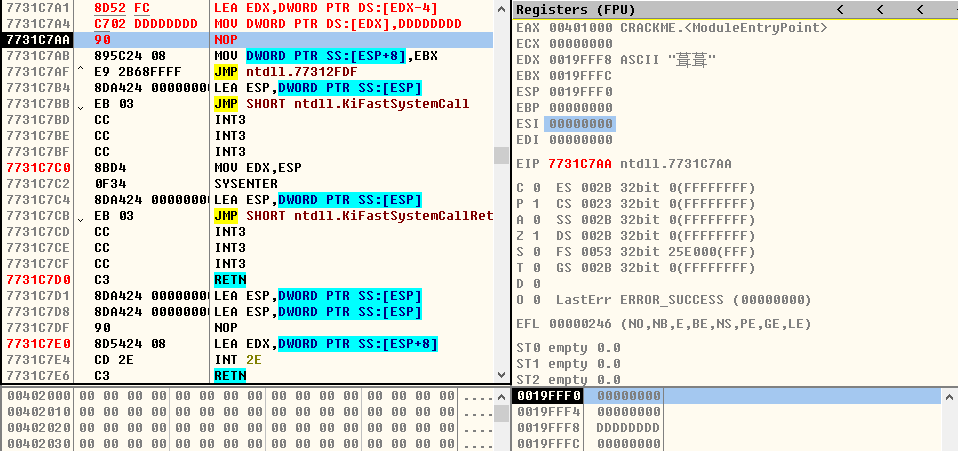 7731C7A1 8D52 FC LEA EDX,DWORD PTR DS:[EDX-4]
7731C7A4 C702 DDDDDDDD MOV DWORD PTR DS:[EDX],DDDDDDDD
7731C7AA 90 NOP
7731C7AB 895C24 08 MOV DWORD PTR SS:[ESP+8],EBX
7731C7AF ^ E9 2B68FFFF JMP ntdll.77312FDF
7731C7B4 8DA424 0000000 LEA ESP,DWORD PTR SS:[ESP]
7731C7BB EB 03 JMP SHORT ntdll.KiFastSystemCall
7731C7BD CC INT3
7731C7BE CC INT3
7731C7BF CC INT3
7731C7C0 8BD4 MOV EDX,ESP
7731C7C2 0F34 SYSENTER
7731C7C4 8DA424 0000000 LEA ESP,DWORD PTR SS:[ESP]
7731C7CB EB 03 JMP SHORT ntdll.KiFastSystemCallRet
7731C7CD CC INT3
7731C7CE CC INT3
7731C7CF CC INT3
7731C7D0 C3 RETN
7731C7D1 8DA424 0000000 LEA ESP,DWORD PTR SS:[ESP]
7731C7D8 8DA424 0000000 LEA ESP,DWORD PTR SS:[ESP]
7731C7DF 90 NOP
7731C7E0 8D5424 08 LEA EDX,DWORD PTR SS:[ESP+8]
7731C7E4 CD 2E INT 2E
7731C7E6 C3 RETN
Registers (FPU) < < <
EAX 00401000 CRACKME.<ModuleEntryPoint>
ECX 00000000
EDX 0019FFF8 ASCII "葺葺"
EBX 0019FFFC
ESP 0019FFF0
EBP 00000000
ESI 00000000
EDI 00000000
EIP 7731C7AA ntdll.7731C7AA
C 0 ES 002B 32bit 0(FFFFFFFF)
P 1 CS 0023 32bit 0(FFFFFFFF)
A 0 SS 002B 32bit 0(FFFFFFFF)
Z 1 DS 002B 32bit 0(FFFFFFFF)
S 0 FS 0053 32bit 25E000(FFF)
T 0 GS 002B 32bit 0(FFFFFFFF)
D 0
O 0 LastErr ERROR_SUCCESS (00000000)
EFL 00000246 (NO,NB,E,BE,NS,PE,GE,LE)
ST0 empty 0.0
ST1 empty 0.0
ST2 empty 0.0
00402000 00 00 00 00 00 00 00 00 00 00 00 00 00 00 00 00 ....
00402010 00 00 00 00 00 00 00 00 00 00 00 00 00 00 00 00 ....
00402020 00 00 00 00 00 00 00 00 00 00 00 00 00 00 00 00 ....
00402030 00 00 00 00 00 00 00 00 00 00 00 00 00 00 00 00 ....
0019FFF0 00000000
0019FFF4 00000000
0019FFF8 DDDDDDDD
0019FFFC 00000000